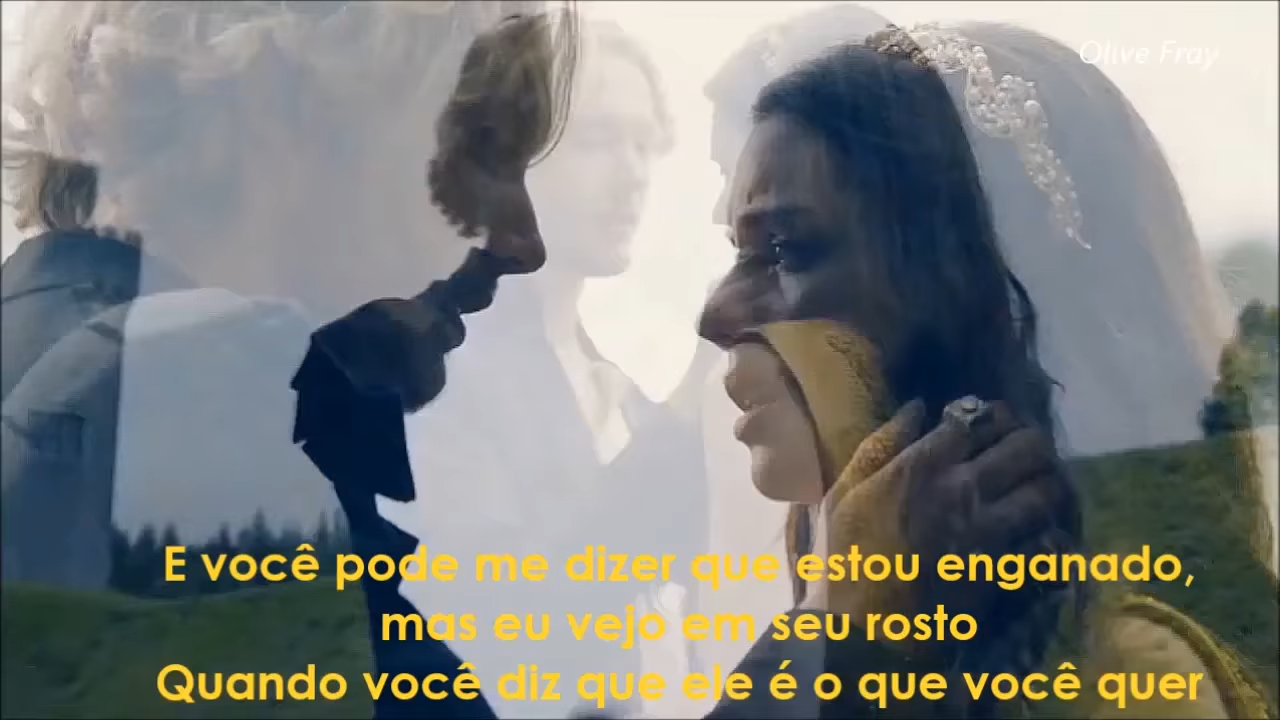 Olive Fray
E você pode me dizer que estou enganado,
mas eu vejo em seu rosto
Quando você diz que ele é o que você quer